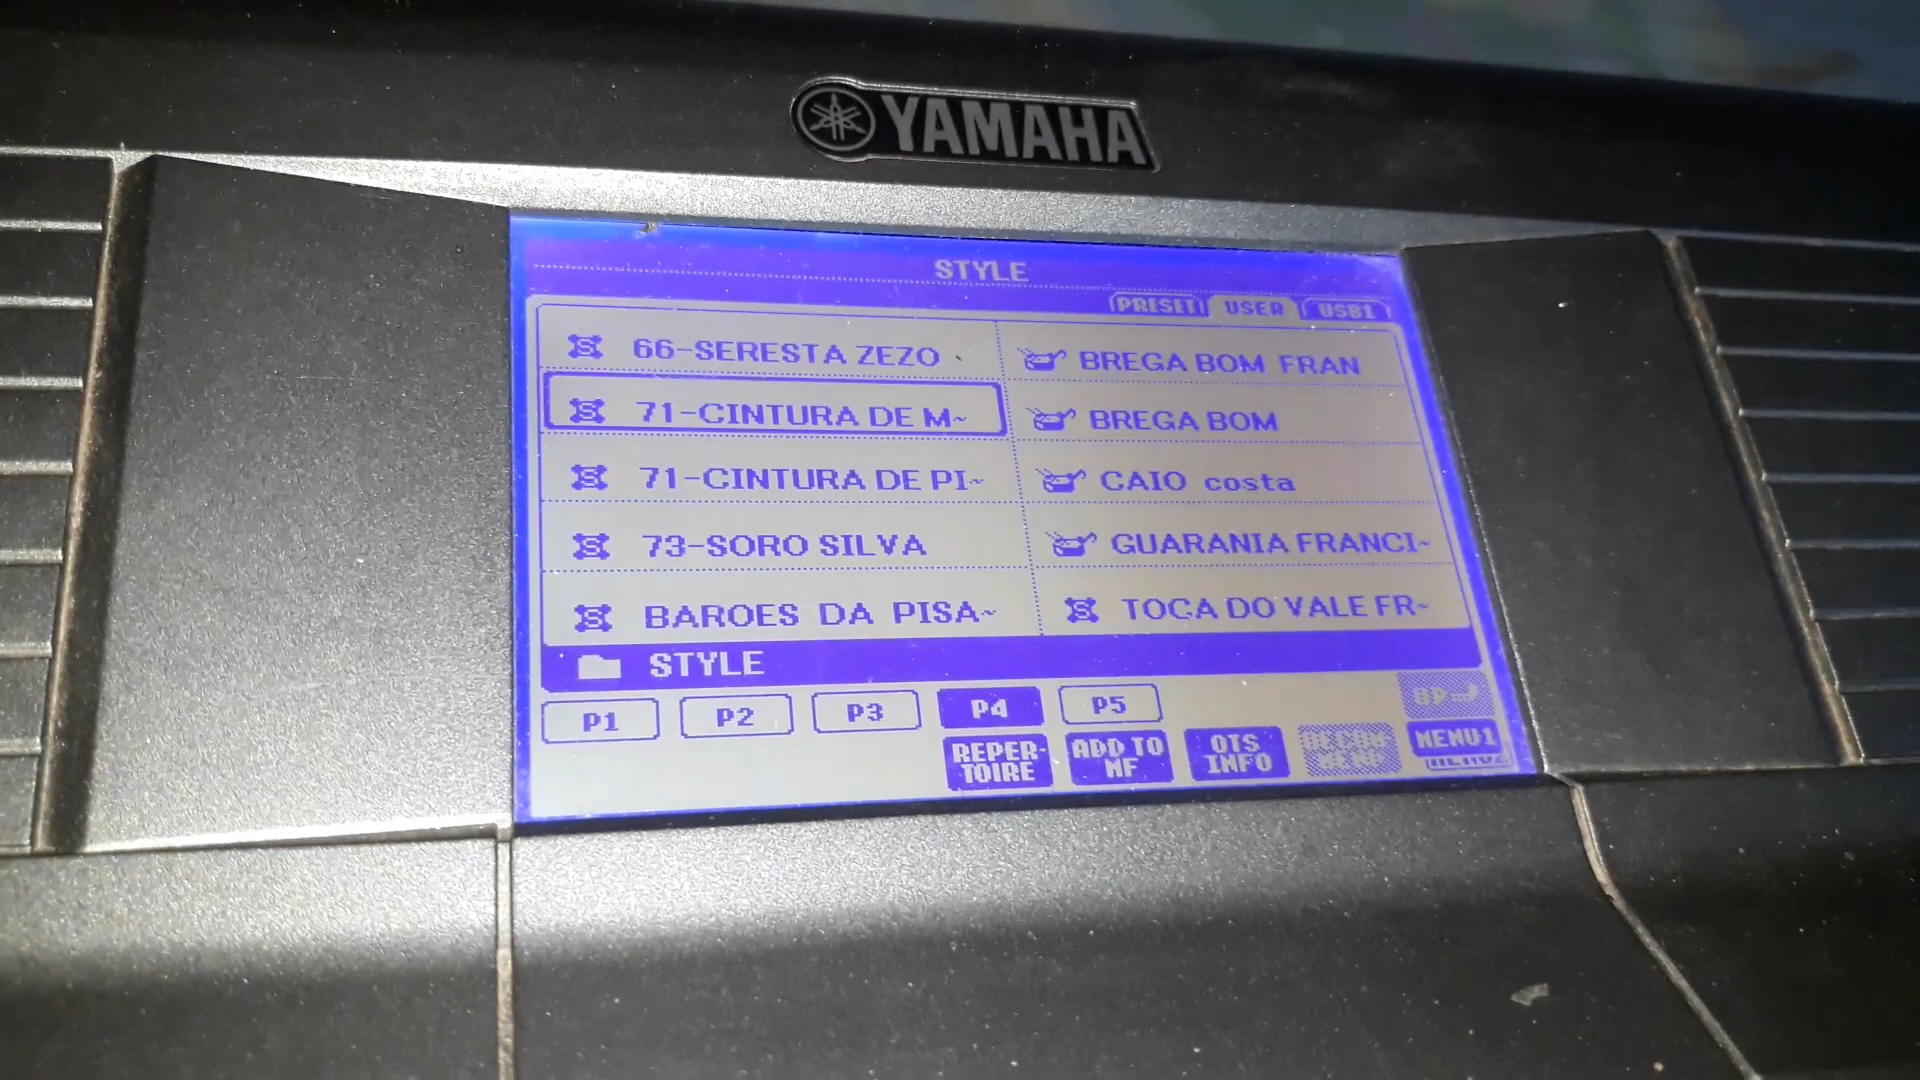 YAMAHA
STYLE
PRESET USER USB1
66-SERESTA ZEZO
71-CINTURA DE M~
71-CINTURA DE PI~
73-SORO SILVA
BAROES DA PISA~
BREGA BOM FRAN
BREGA BOM
CAIO costa
GUARANIA FRANCI~
TOCA DO VALE FR~
STYLE
P1 P2 P3 P4 P5
UP
REPER-
TOIRE
ADD TO
MF
OTS
INFO
MENU1
MENU2